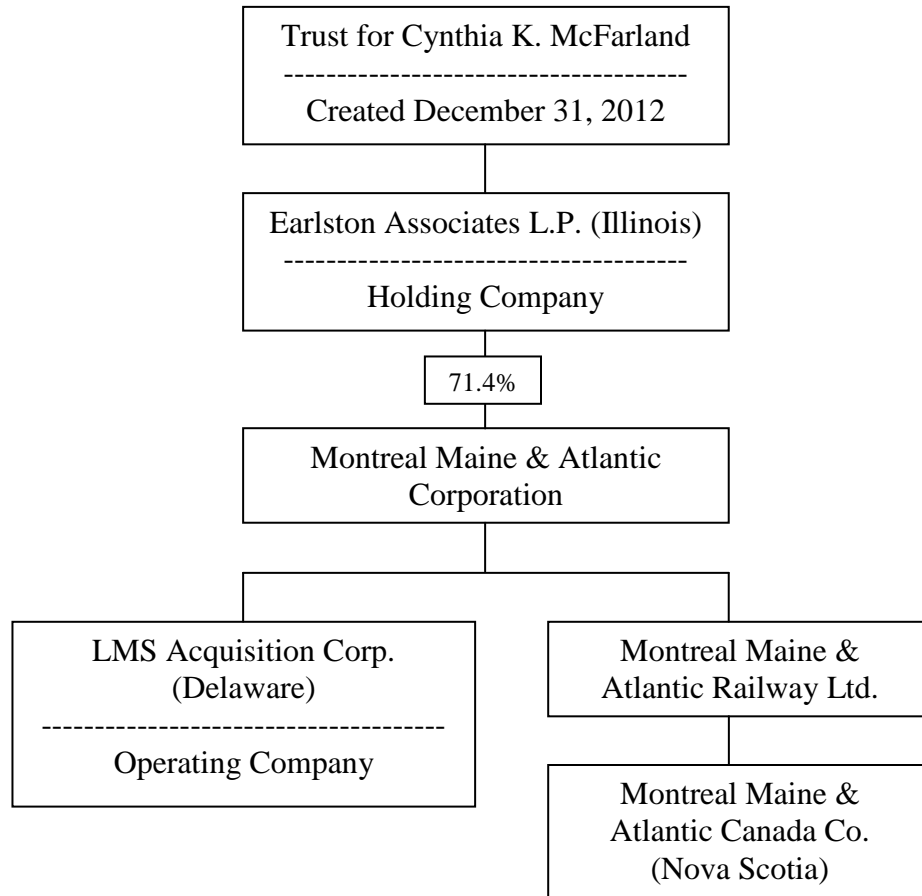 Trust for Cynthia K. McFarland
--------------------------------------
Created December 31, 2012
Earlston Associates L.P. (Illinois)
--------------------------------------
Holding Company
71.4%
Montreal Maine & Atlantic
Corporation
LMS Acquisition Corp.
(Delaware)
--------------------------------------
Operating Company
Montreal Maine &
Atlantic Railway Ltd.
Montreal Maine &
Atlantic Canada Co.
(Nova Scotia)